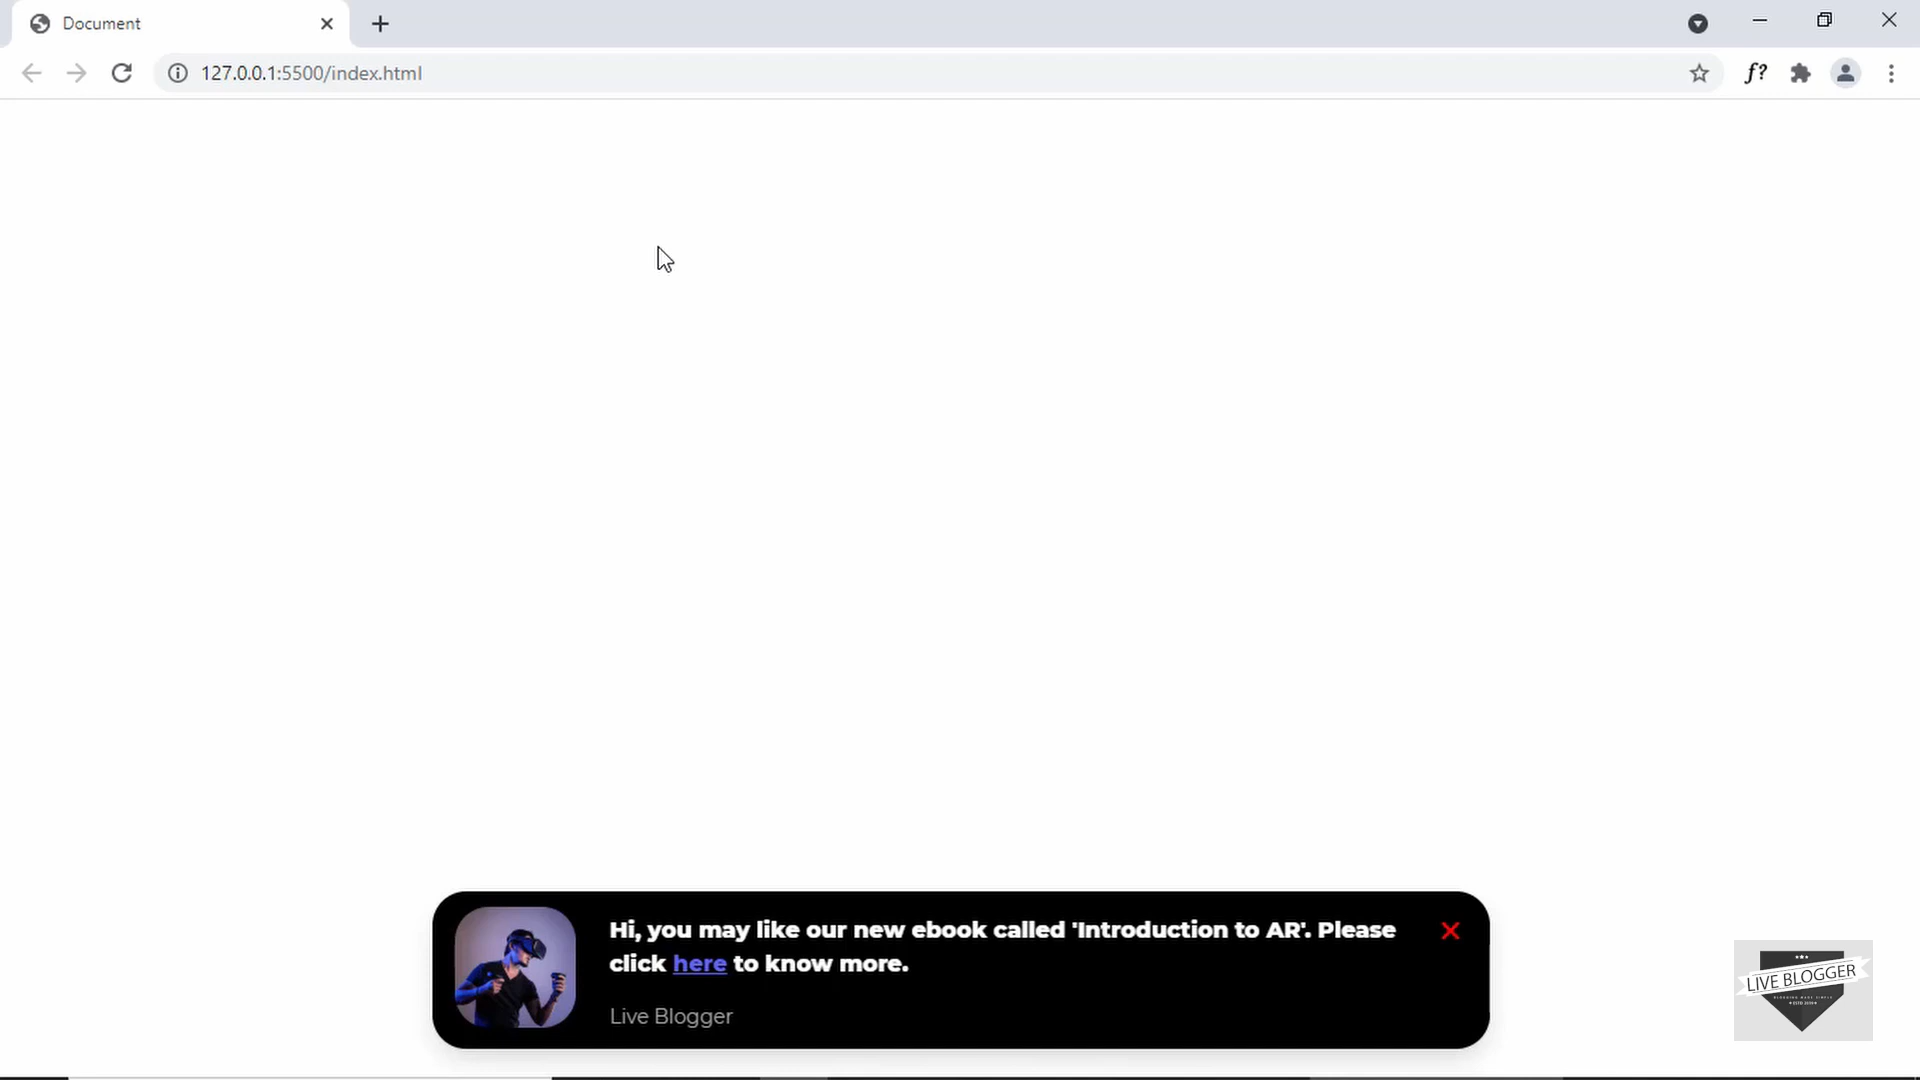 Document
127.0.0.1:5500/index.html
f?
Hi, you may like our new ebook called 'Introduction to AR'. Please
click here to know more.
Live Blogger
LIVE BLOGGER